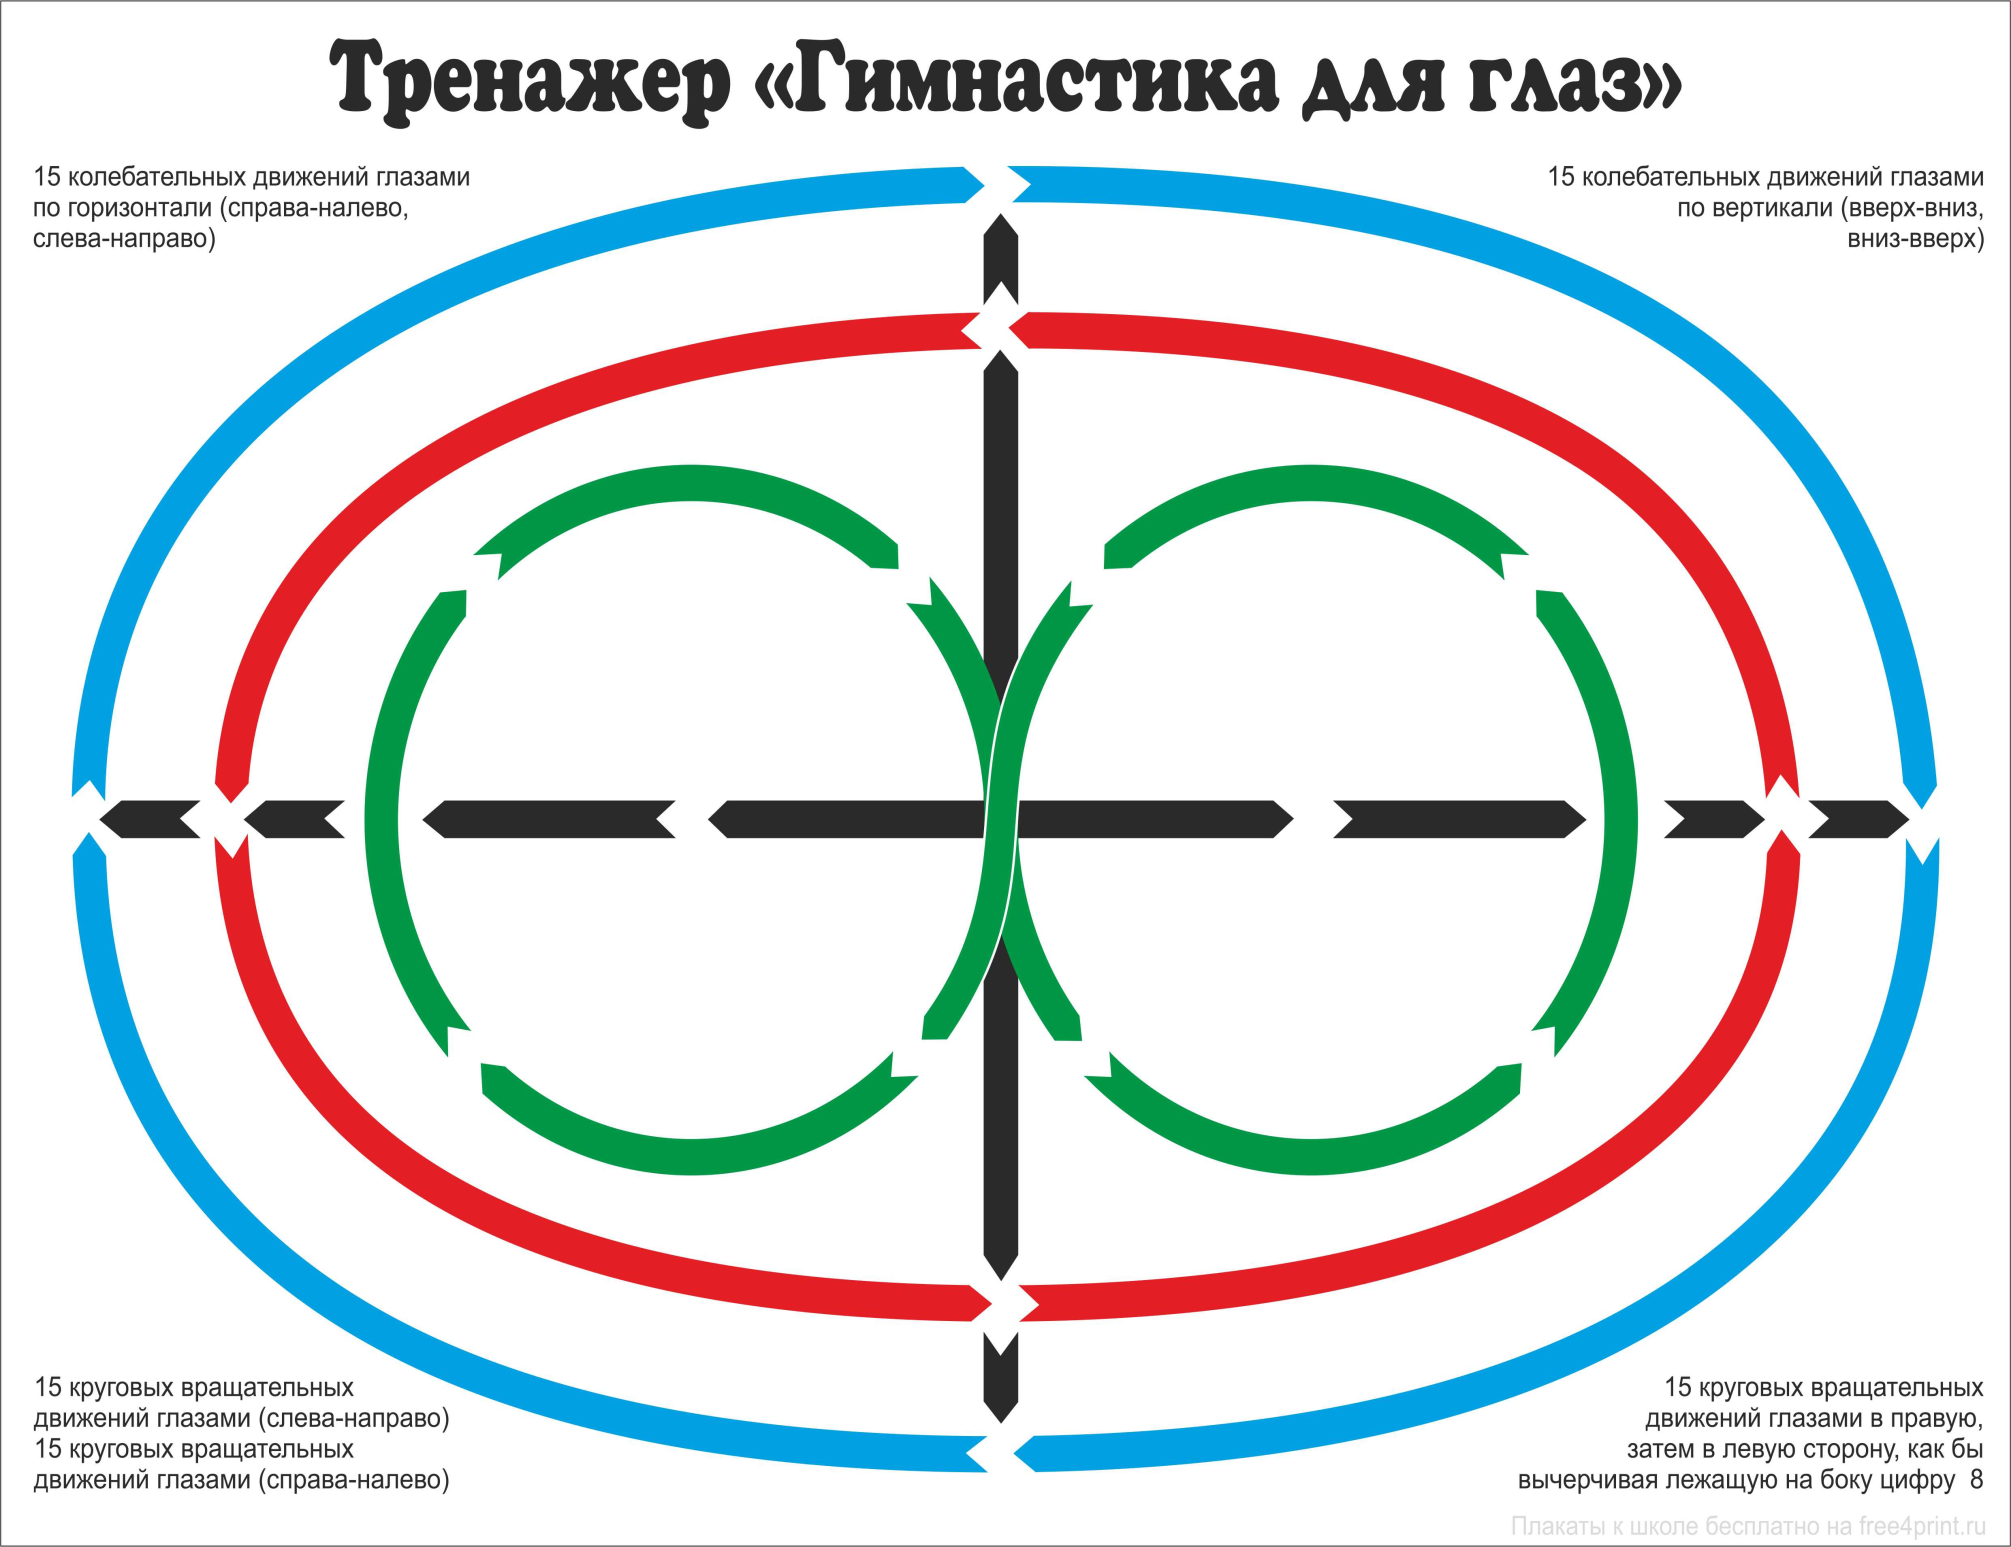 Тренажер «Гимнастика для глаз»
15 колебательных движений глазами
по горизонтали (справа-налево,
слева-направо)
15 колебательных движений глазами
по вертикали (вверх-вниз,
вниз-вверх)
15 круговых вращательных
движений глазами (слева-направо)
15 круговых вращательных
движений глазами (справа-налево)
15 круговых вращательных
движений глазами в правую,
затем в левую сторону, как бы
вычерчивая лежащую на боку цифру 8
Плакаты к школе бесплатно на free4print.ru